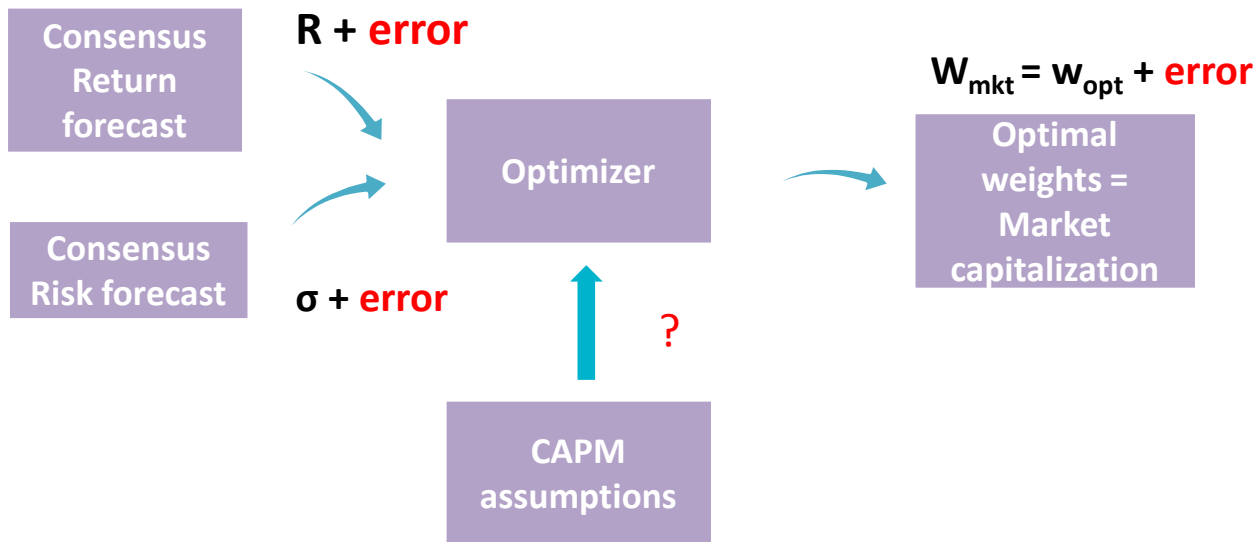 Consensus
Return
forecast
R + error
Consensus
Risk forecast
σ + error
Optimizer
?
CAPM
assumptions
Wmkt = wopt + error
Optimal
weights =
Market
capitalization